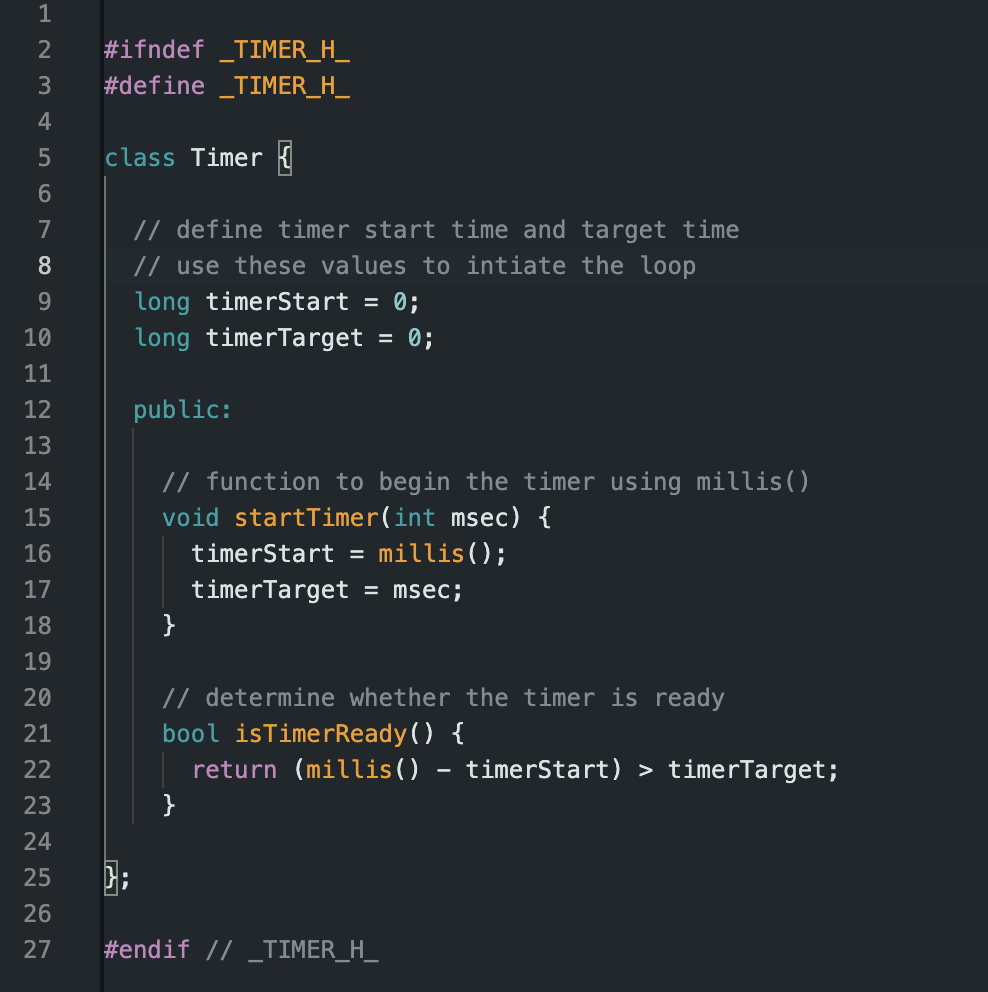 1
2 #ifndef _TIMER_H_
3 #define _TIMER_H_
4
5 class Timer {
6
7   // define timer start time and target time
8   // use these values to intiate the loop
9   long timerStart = 0;
10   long timerTarget = 0;
11
12   public:
13
14     // function to begin the timer using millis()
15     void startTimer(int msec) {
16       timerStart = millis();
17       timerTarget = msec;
18     }
19
20     // determine whether the timer is ready
21     bool isTimerReady() {
22       return (millis() - timerStart) > timerTarget;
23     }
24
25 };
26
27 #endif // _TIMER_H_